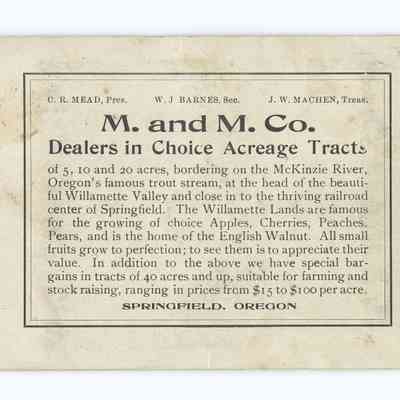 C. R. MEAD, Pres. W. J BARNES, Sec. J. W. MACHEN, Treas.
M. and M. Co.
Dealers in Choice Acreage Tracts
of 5, 10 and 20 acres, bordering on the McKinzie River,
Oregon's famous trout stream, at the head of the beauti-
ful Willamette Valley and close in to the thriving railroad
center of Springfield. The Willamette Lands are famous
for the growing of choice Apples, Cherries, Peaches,
Pears, and is the home of the English Walnut. All small
fruits grow to perfection; to see them is to appreciate their
value. In addition to the above we have special bar-
gains in tracts of 40 acres and up, suitable for farming and
stock raising, ranging in prices from $15 to $100 per acre.
SPRINGFIELD, OREGON